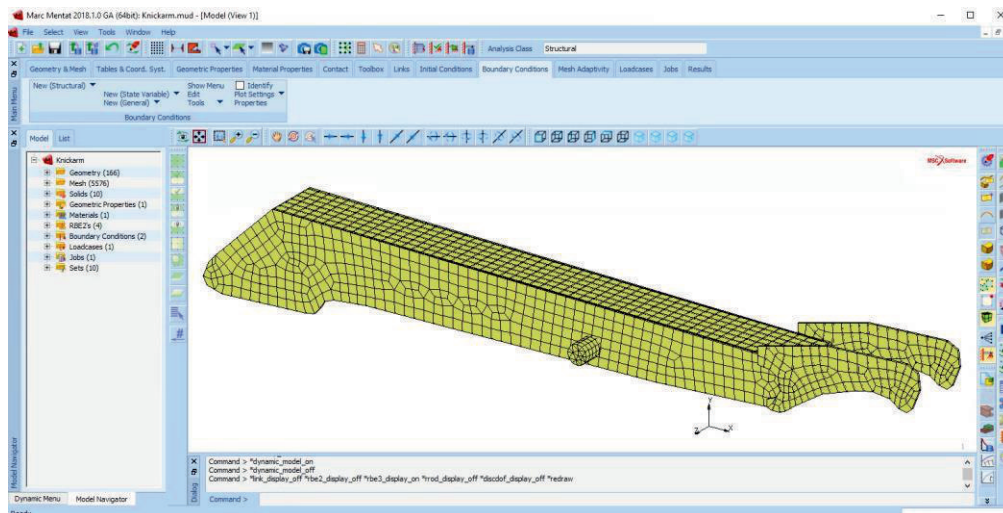 Marc Mentat 2018.1.0 GA (64bit): Knickarm.mud - [Model (View 1)]
File Select View Tools Window Help
Analysis Class Structural
Geometry & Mesh Tables & Coord. Syst. Geometric Properties Material Properties Contact Toolbox Links Initial Conditions Boundary Conditions Mesh Adaptivity Loadcases Jobs Results
New (Structural) Show Menu Identify
New (State Variable) Edit Plot Settings
New (General) Tools Properties
Boundary Conditions
Main Menu
Model List
Knickarm
Geometry (166)
Mesh (5576)
Solids (10)
Geometric Properties (1)
Materials (1)
RBE2's (4)
Boundary Conditions (2)
Loadcases (1)
Jobs (1)
Sets (10)
Model Navigator
MSC Software
Y
Z X
1
Command > *dynamic_model_on
Command > *dynamic_model_off
Command > *link_display_off *rbe2_display_off *rbe3_display_on *rrod_display_off *discdof_display_off *redraw
Dialog
Command >
Dynamic Menu Model Navigator